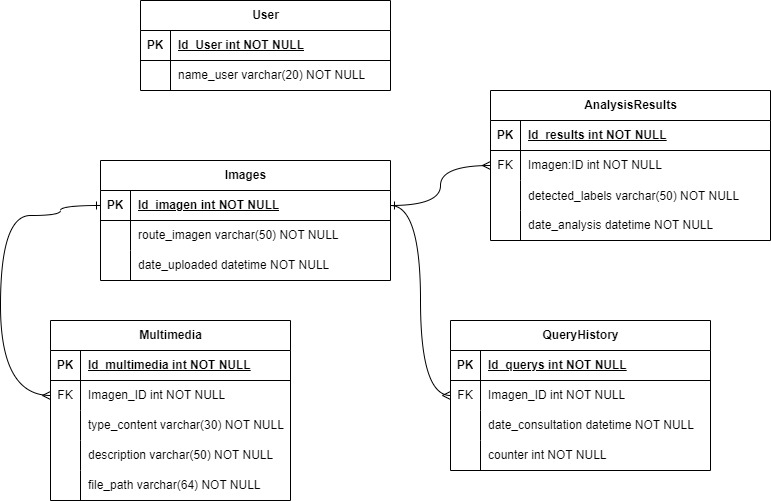 User
PK Id_User int NOT NULL
name_user varchar(20) NOT NULL
AnalysisResults
PK Id_results int NOT NULL
FK Imagen:ID int NOT NULL
detected_labels varchar(50) NOT NULL
date_analysis datetime NOT NULL
Images
PK Id_imagen int NOT NULL
route_imagen varchar(50) NOT NULL
date_uploaded datetime NOT NULL
Multimedia
PK Id_multimedia int NOT NULL
FK Imagen_ID int NOT NULL
type_content varchar(30) NOT NULL
description varchar(50) NOT NULL
file_path varchar(64) NOT NULL
QueryHistory
PK Id_querys int NOT NULL
FK Imagen_ID int NOT NULL
date_consultation datetime NOT NULL
counter int NOT NULL